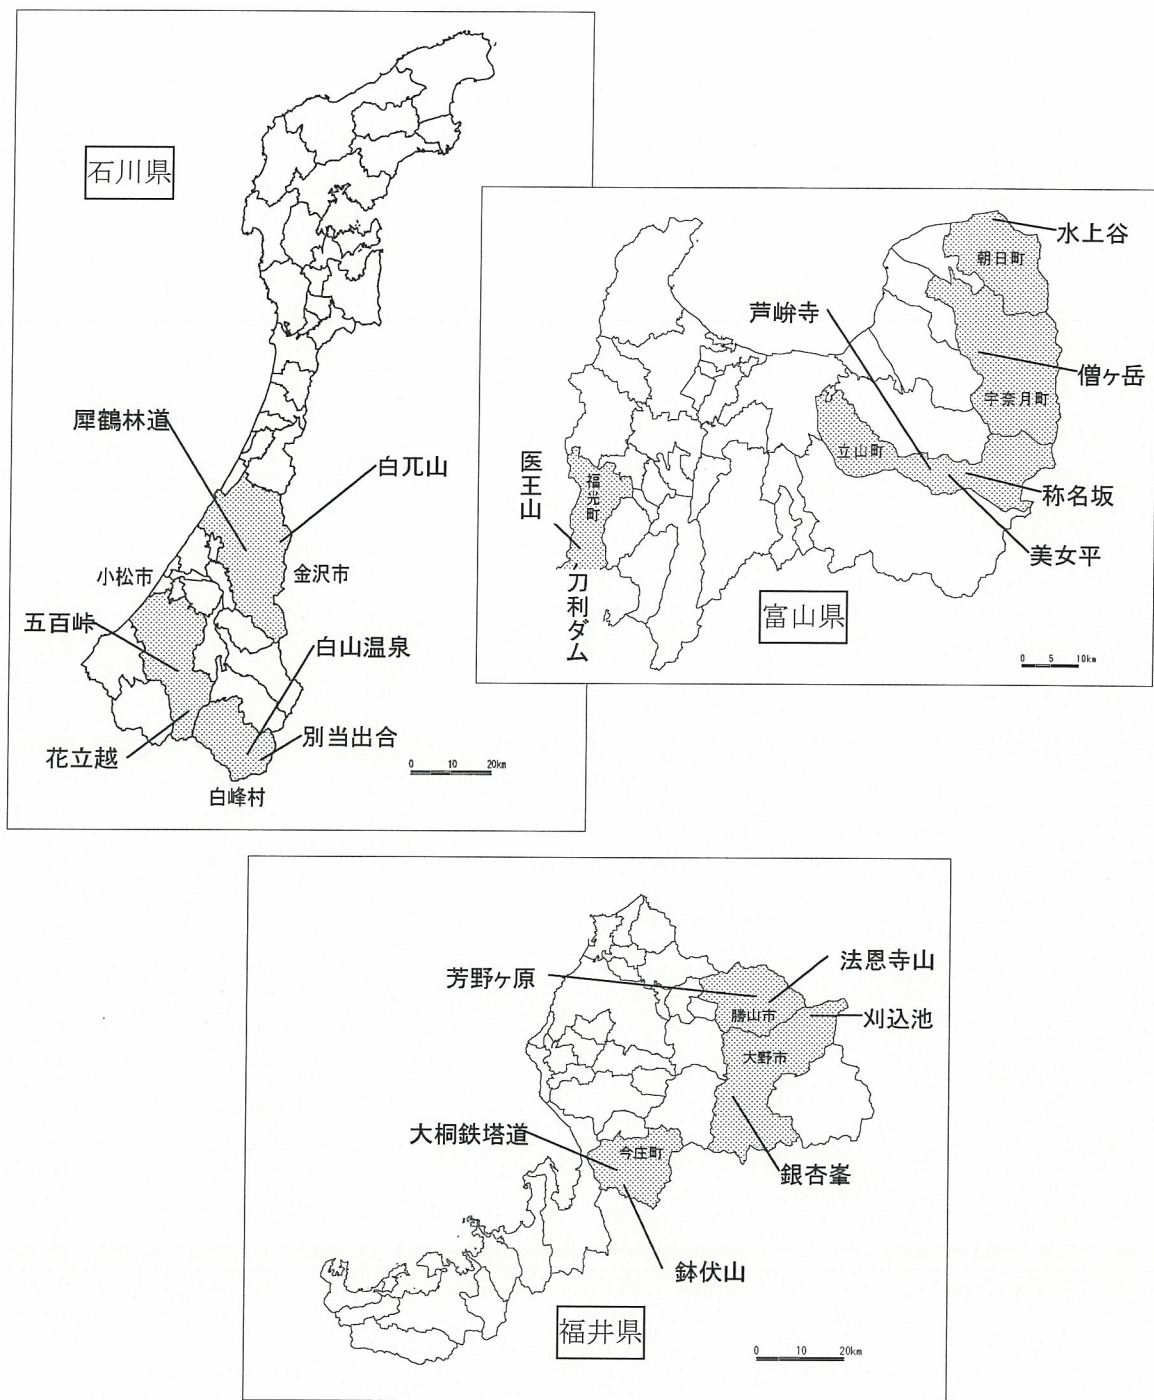 石川県
犀鶴林道
白兀山
小松市
金沢市
五百峠
白山温泉
花立越
別当出合
白峰村
0 10 20km
水上谷
朝日町
芦峅寺
僧ヶ岳
宇奈月町
医王山
福光町
立山町
称名坂
美女平
刀利ダム
富山県
0 5 10km
芳野ヶ原
法恩寺山
勝山市
刈込池
大野市
大桐鉄塔道
今庄町
銀杏峯
鉢伏山
福井県
0 10 20km